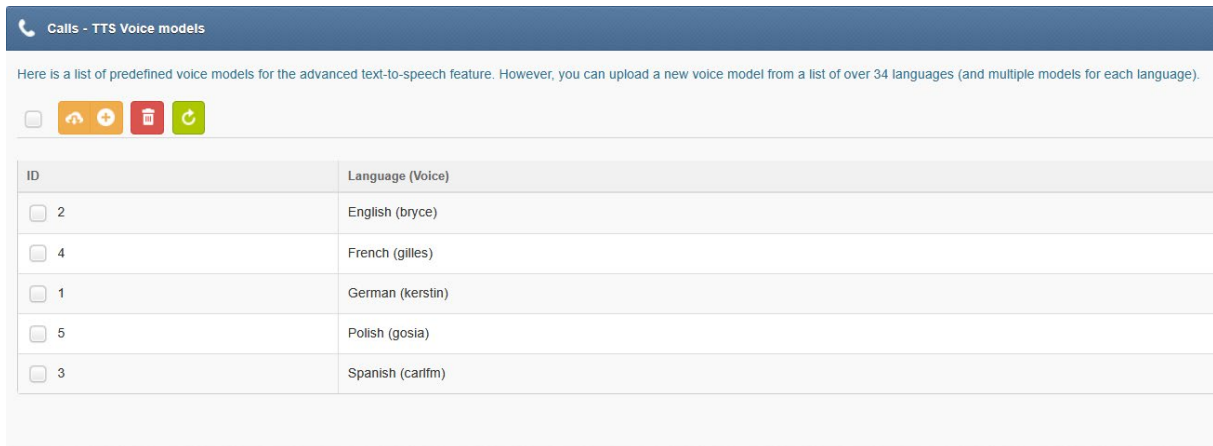 Calls - TTS Voice models
Here is a list of predefined voice models for the advanced text-to-speech feature. However, you can upload a new voice model from a list of over 34 languages (and multiple models for each language).
ID Language (Voice)
2 English (bryce)
4 French (gilles)
1 German (kerstin)
5 Polish (gosia)
3 Spanish (carlfm)